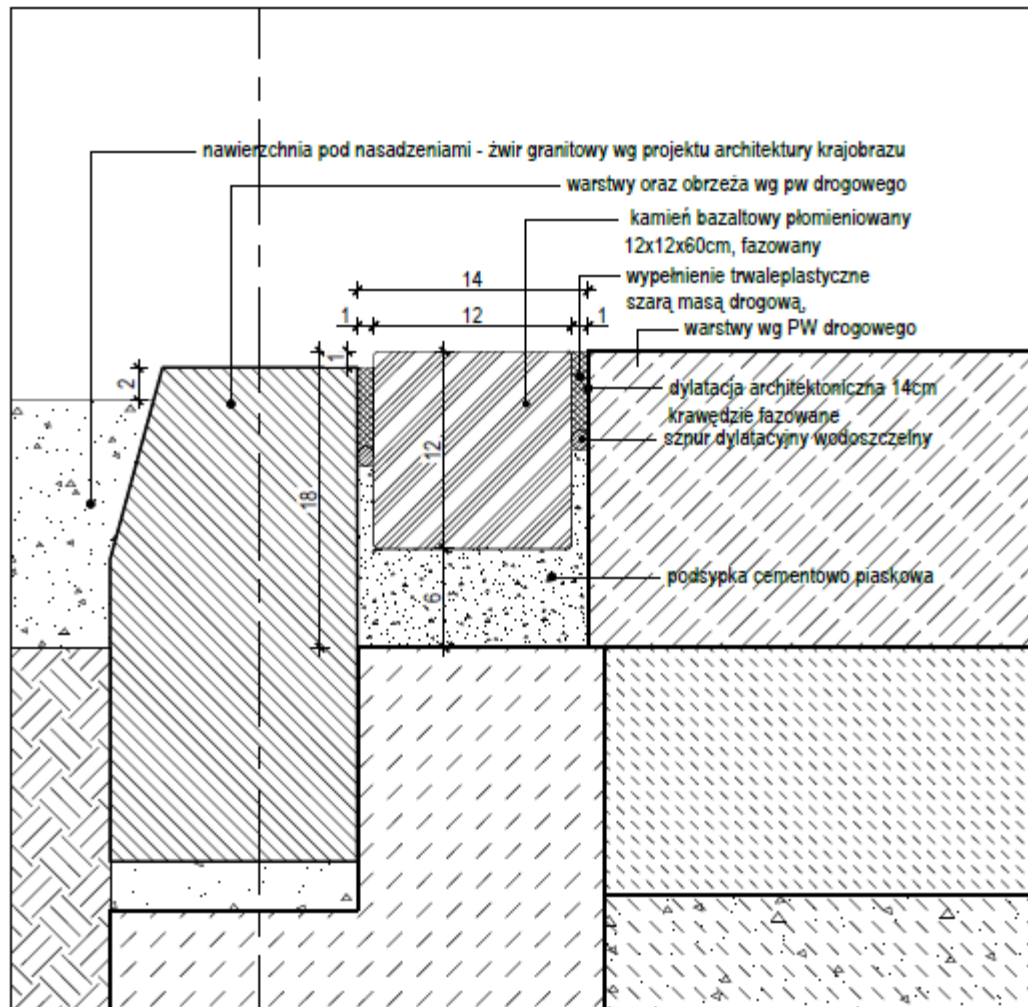 nawierzchnia pod nasadzeniami - żwir granitowy wg projektu architektury krajobrazu
warstwy oraz obrzeża wg pw drogowego
kamień bazaltowy płomieniowany
12x12x60cm, fazowany
14
wypełnienie trwaleplastyczne
szarą masą drogową,
1
12
1
warstwy wg PW drogowego
1
2
dylatacja architektoniczna 14cm
krawędzie fazowane
sznur dylatacyjny wodoszczelny
12
18
podsypka cementowo piaskowa
6